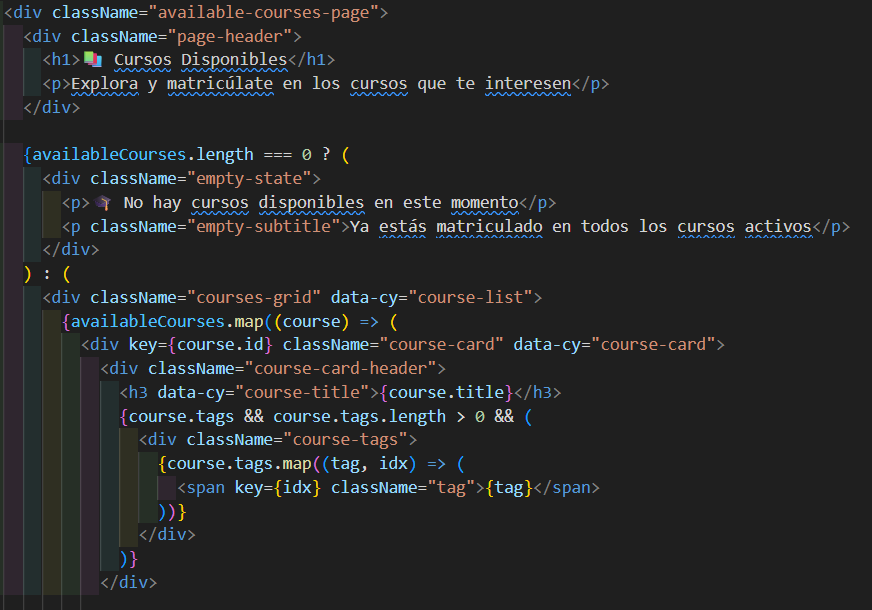 <div className="available-courses-page">
<div className="page-header">
<h1>📚 Cursos Disponibles</h1>
<p>Explora y matricúlate en los cursos que te interesen</p>
</div>
{availableCourses.length === 0 ? (
<div className="empty-state">
<p>🎓 No hay cursos disponibles en este momento</p>
<p className="empty-subtitle">Ya estás matriculado en todos los cursos activos</p>
</div>
) : (
<div className="courses-grid" data-cy="course-list">
{availableCourses.map((course) => (
<div key={course.id} className="course-card" data-cy="course-card">
<div className="course-card-header">
<h3 data-cy="course-title">{course.title}</h3>
{course.tags && course.tags.length > 0 && (
<div className="course-tags">
{course.tags.map((tag, idx) => (
<span key={idx} className="tag">{tag}</span>
))}
</div>
)}
</div>